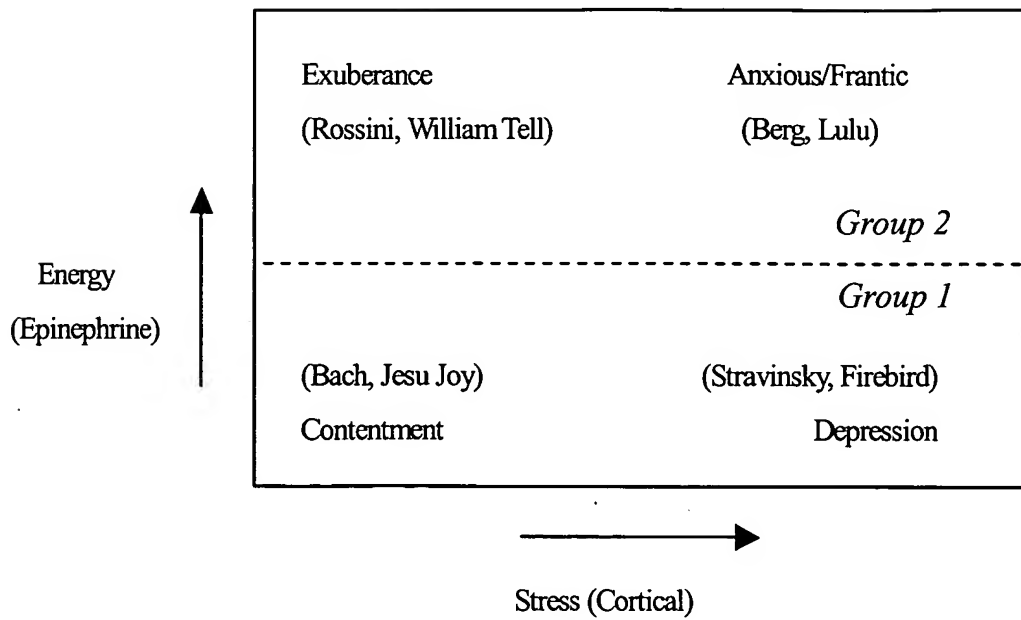 Exuberance
Anxious/Frantic
(Rossini, William Tell)
(Berg, Lulu)
Group 2
Energy
(Epinephrine)
Group 1
(Bach, Jesu Joy)
(Stravinsky, Firebird)
Contentment
Depression
Stress (Cortical)